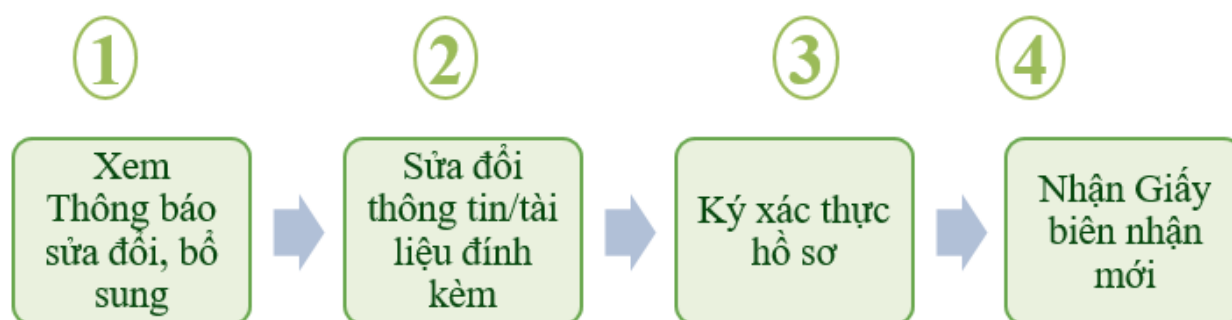 1
2
3
4
Xem
Thông báo
sửa đổi, bổ
sung
Sửa đổi
thông tin/tài
liệu đính
kèm
Ký xác thực
hồ sơ
Nhận Giấy
biên nhận
mới